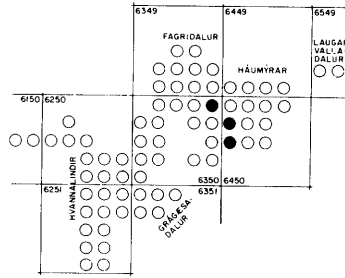 6349
6449
6549
FAGRIDALUR
HÁUMÝRAR
LAUGAR
VALLA-
DALUR
6150
6250
HVANNALINDIR
6251
GRÁGÆSA-
DALUR
6350
6351
6450